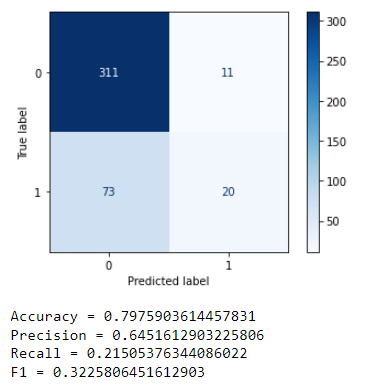 300
0
311
11
250
True label
200
150
1
73
20
100
50
0
1
Predicted label
Accuracy = 0.7975903614457831
Precision = 0.6451612903225806
Recall = 0.21505376344086022
F1 = 0.3225806451612903